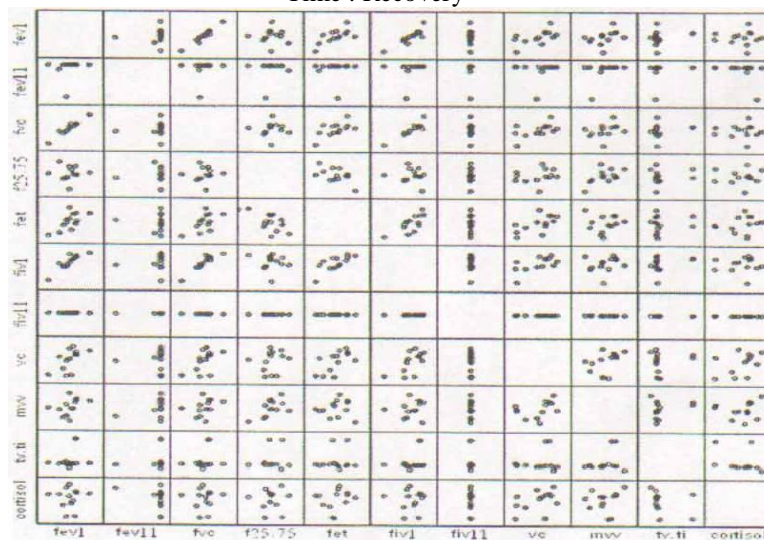 Time : Recovery
fev1
fev11
fvc
f25.75
fet
fiv1
fiv11
vc
mvv
tv.ti
cortisol
fev1 fev11 fvc f25.75 fet fiv1 fiv11 vc mvv tv.ti cortisol